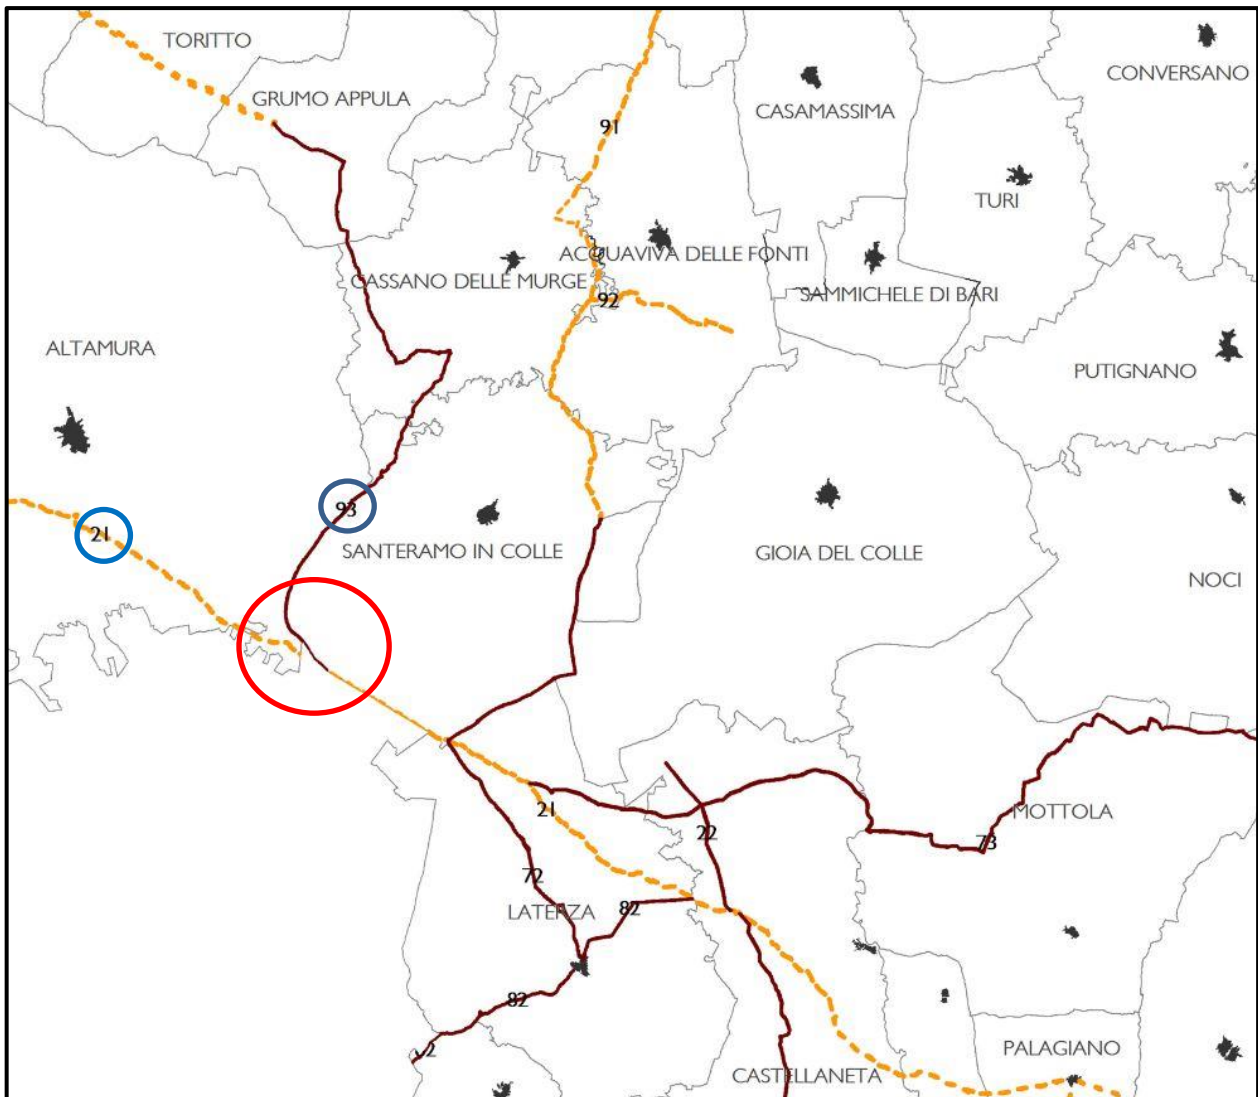 TORITTO
CONVERSANO
GRUMO APPULA
CASAMASSIMA
91
TURI
ACQUAVIVA DELLE FONTI
CASSANO DELLE MURGE
92
SAMMICHELE DI BARI
ALTAMURA
PUTIGNANO
93
21
SANTERAMO IN COLLE
GIOIA DEL COLLE
NOCI
21
MOTTOLA
22
73
72
LATERZA
82
82
PALAGIANO
CASTELLANETA